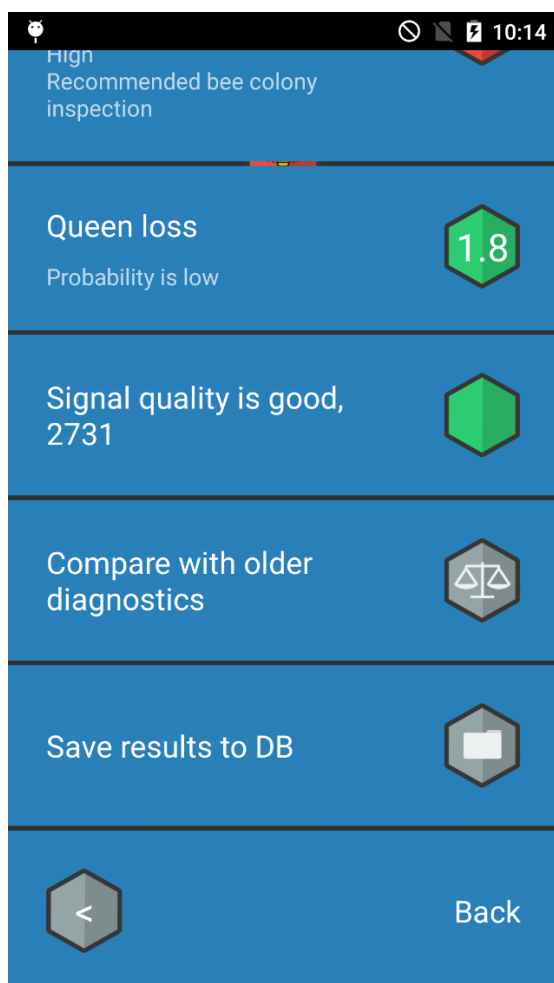 10:14
High
Recommended bee colony
inspection
Queen loss
1.8
Probability is low
Signal quality is good,
2731
Compare with older
diagnostics
Save results to DB
<
Back